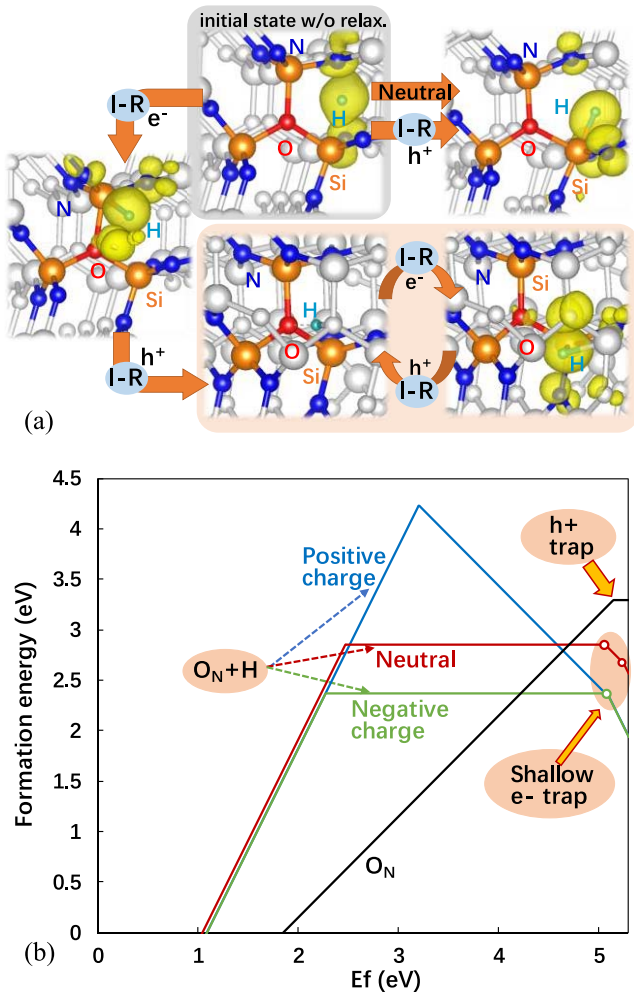 initial state w/o relax.
N
H
O
Si
I-R
e-
Neutral
I-R
h+
N
H
O
Si
N
H
O
Si
I-R
h+
N
H
O
Si
I-R
e-
h+
I-R
N
H
O
Si
(a)
4.5
4
3.5
3
2.5
2
1.5
1
0.5
0
Formation energy (eV)
Positive
charge
h+
trap
O_N+H
Neutral
Negative
charge
Shallow
e- trap
O_N
(b)
0
1
2
3
4
5
Ef (eV)